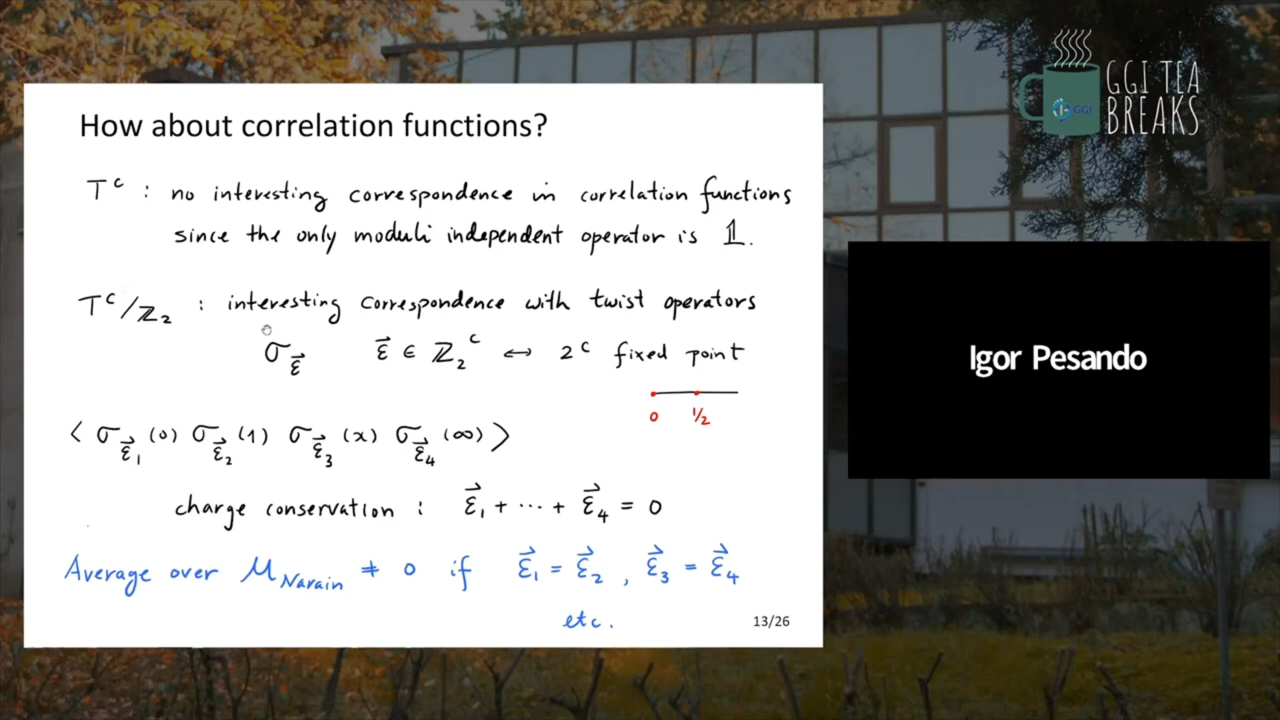 How about correlation functions?
T^c : no interesting correspondence in correlation functions
since the only moduli independent operator is 𝟙.
T^c/ℤ₂ : interesting correspondence with twist operators
σ_ε⃗ ε⃗ ∈ ℤ₂^c ↔ 2^c fixed point
0 1/2
⟨ σ_ε⃗₁ (0) σ_ε⃗₂ (1) σ_ε⃗₃ (x) σ_ε⃗₄ (∞) ⟩
charge conservation : ε⃗₁ + ⋯ + ε⃗₄ = 0
Average over M_Narain ≠ 0 if ε⃗₁ = ε⃗₂ , ε⃗₃ = ε⃗₄
etc.
13/26
GGI TEA
BREAKS
GGI
Igor Pesando